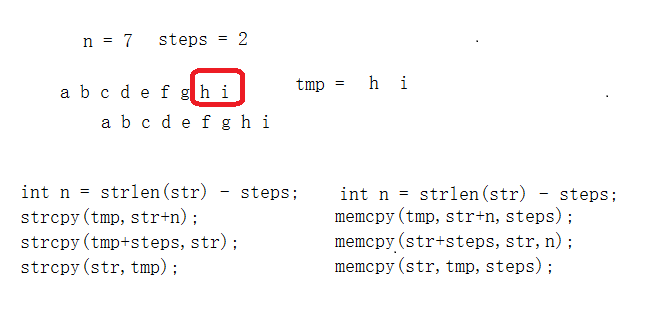 n = 7 steps = 2
a b c d e f g h i tmp = h i
a b c d e f g h i
int n = strlen(str) - steps;
strcpy(tmp, str+n);
strcpy(tmp+steps, str);
strcpy(str, tmp);
int n = strlen(str) - steps;
memcpy(tmp, str+n, steps);
memcpy(str+steps, str, n);
memcpy(str, tmp, steps);